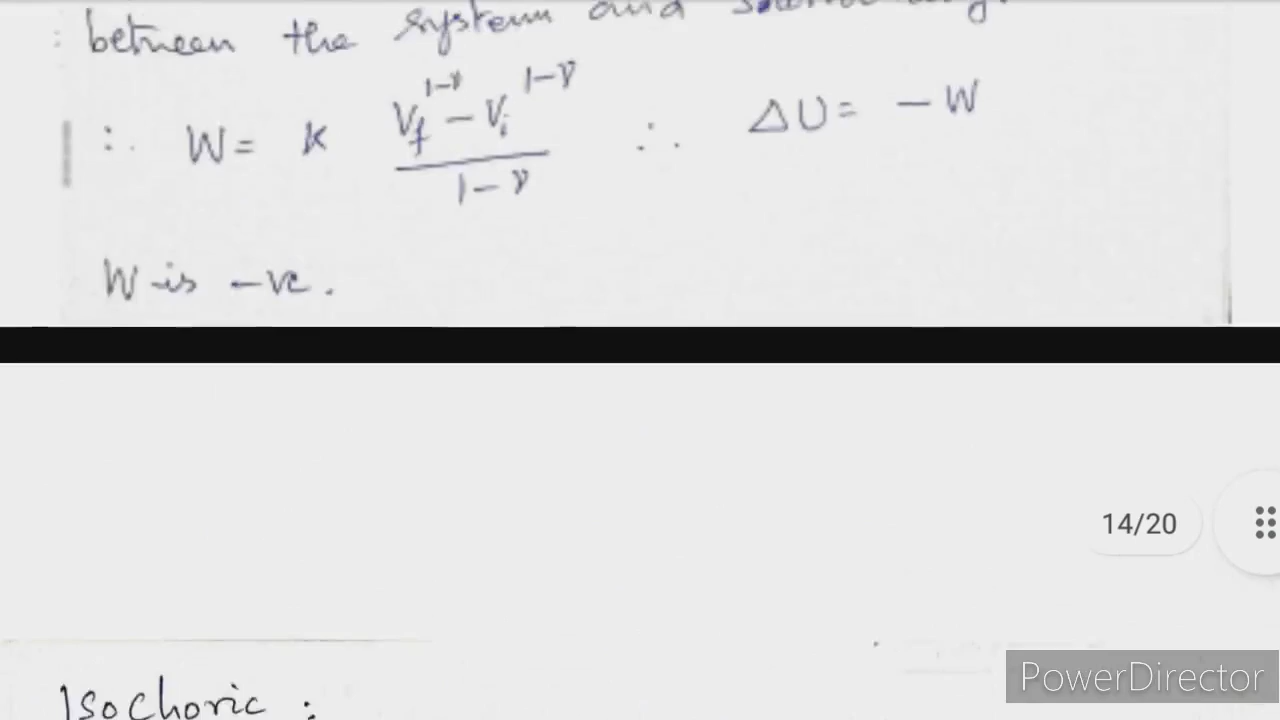 between the system and
∴ W = K (V_f^{1-γ} - V_i^{1-γ}) / (1-γ) ∴ ΔU = -W
W is -ve.
14/20
Isochoric :
PowerDirector